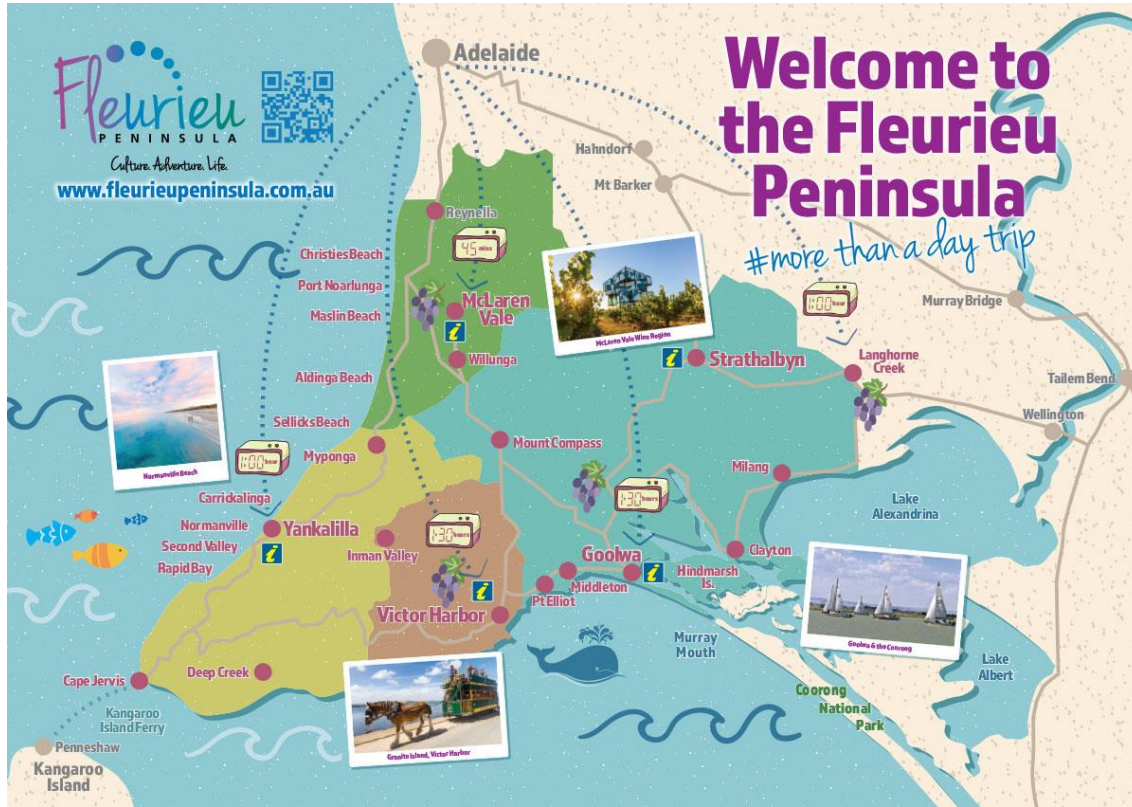 Fleurieu
PENINSULA
Culture. Adventure. Life.
www.fleurieupeninsula.com.au
Adelaide
Welcome to
the Fleurieu
Peninsula
#more than a day trip
Hahndorf
Mt Barker
Reynella
45 mins
Christies Beach
Port Noarlunga
Maslin Beach
McLaren
Vale
i
Willunga
McLaren Vale Wine Region
1:00 hour
Murray Bridge
i
Strathalbyn
Langhorne
Creek
Tailem Bend
Wellington
Aldinga Beach
Sellicks Beach
Myponga
Mount Compass
Normanville Beach
1:00 hour
Carrickalinga
Normanville
Second Valley
Rapid Bay
Yankalilla
i
Inman Valley
1:30 hours
i
Victor Harbor
1:30 hours
Milang
Lake
Alexandrina
Goolwa
i
Middleton
Pt Elliot
Hindmarsh
Is.
Clayton
Murray
Mouth
Goolwa & the Coorong
Lake
Albert
Coorong
National
Park
Deep Creek
Cape Jervis
Kangaroo
Island Ferry
Penneshaw
Kangaroo
Island
Granite Island, Victor Harbor